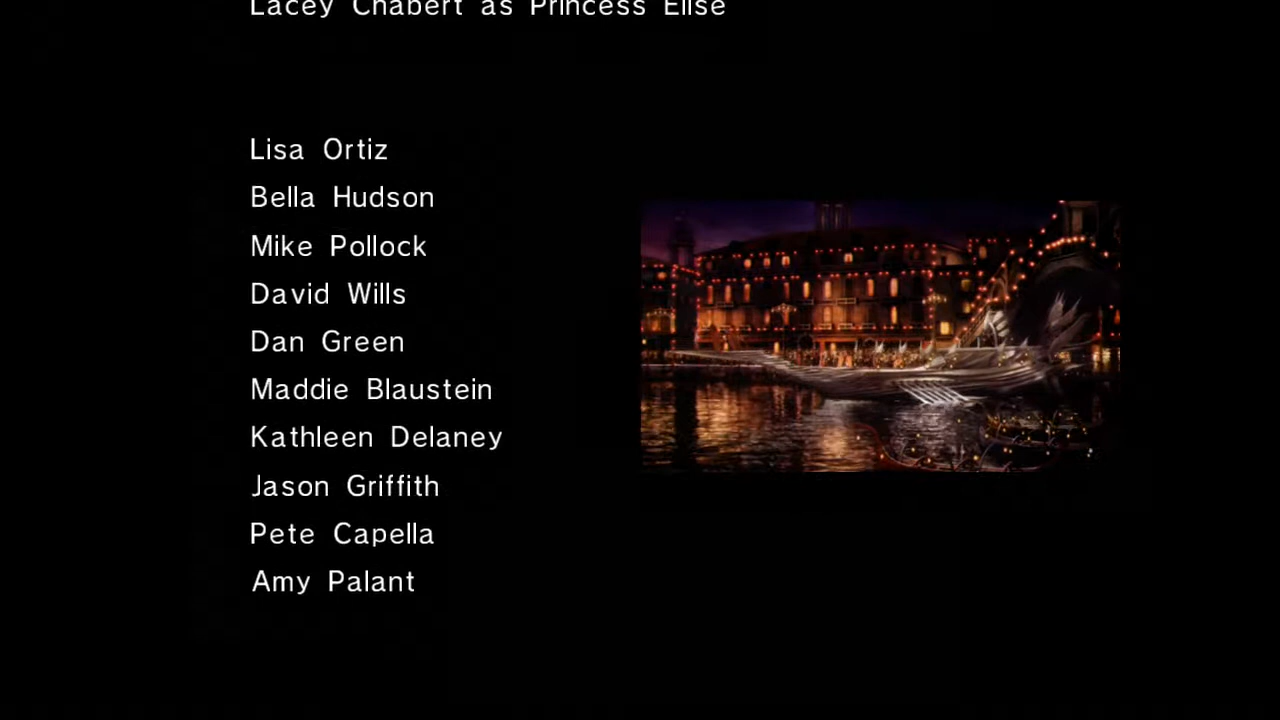 Lacey Chabert as Princess Elise
Lisa Ortiz
Bella Hudson
Mike Pollock
David Wills
Dan Green
Maddie Blaustein
Kathleen Delaney
Jason Griffith
Pete Capella
Amy Palant